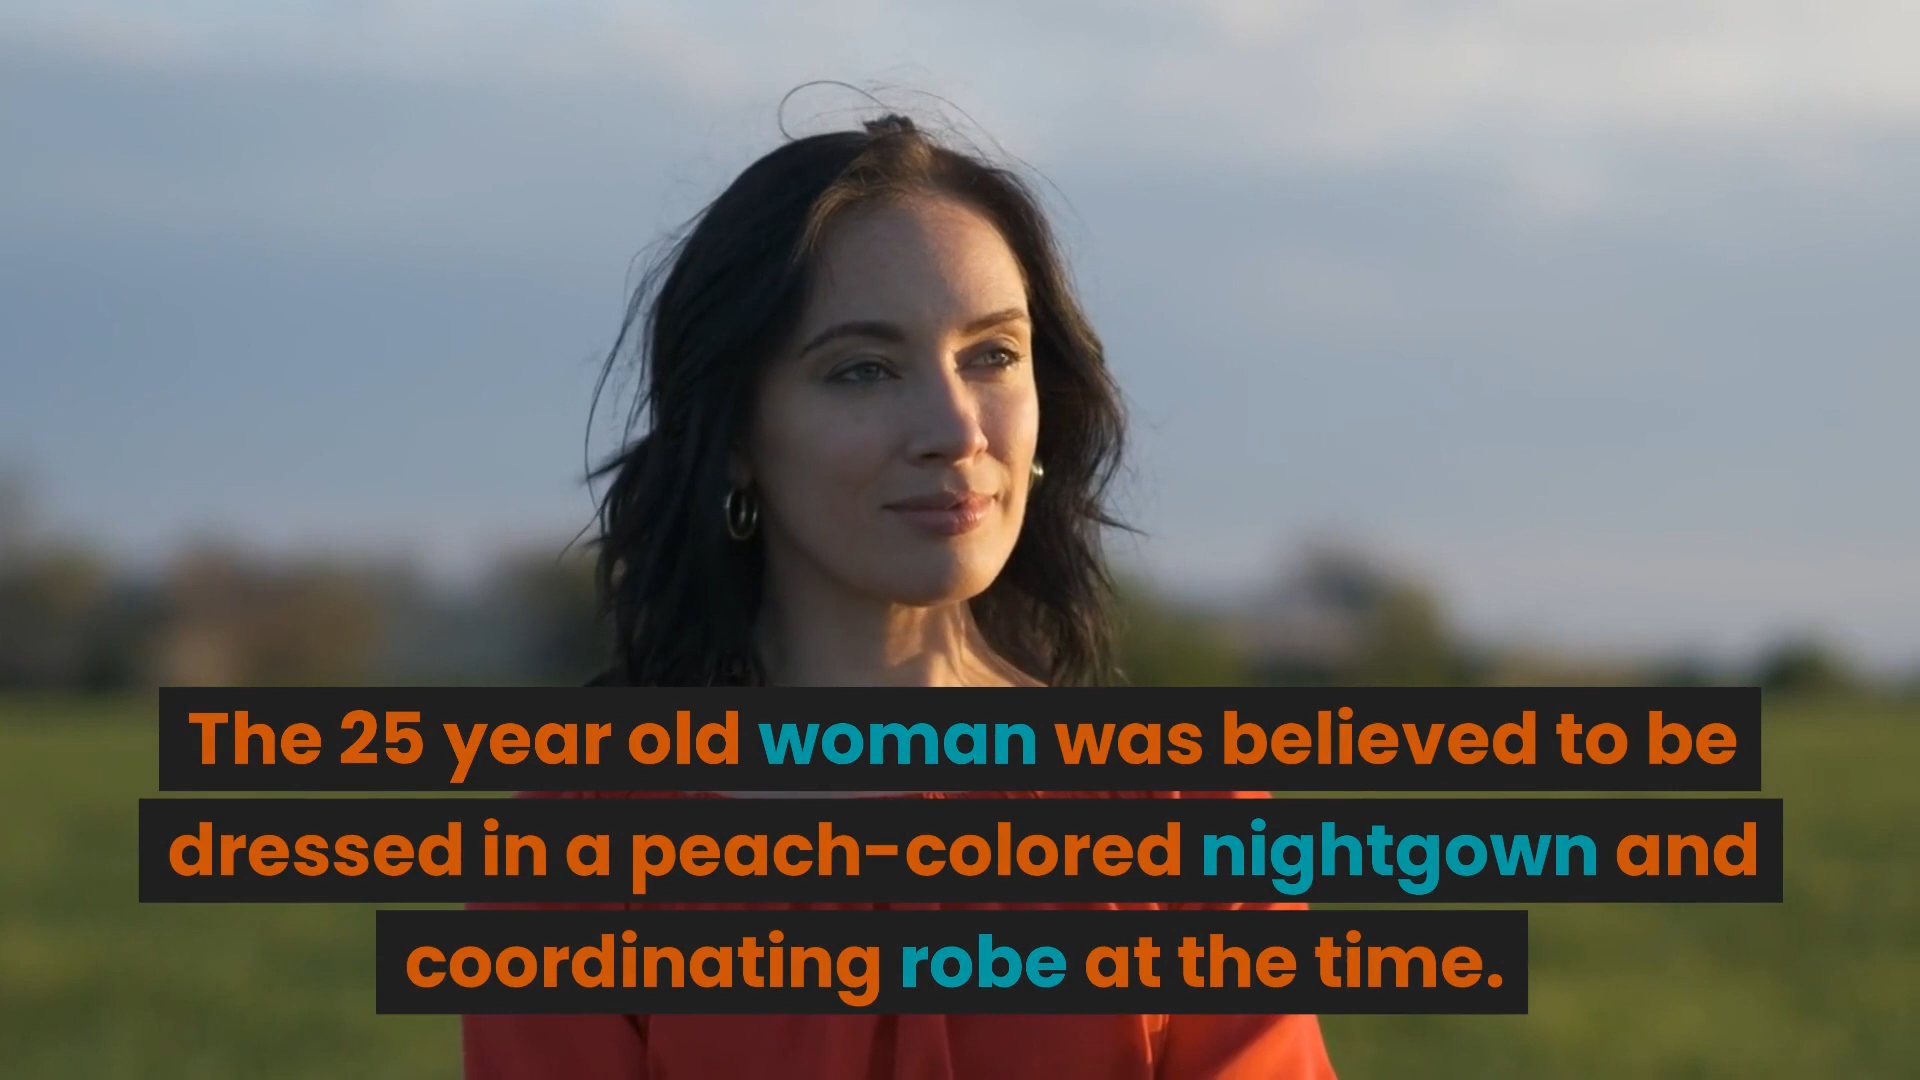 The 25 year old woman was believed to be
dressed in a peach-colored nightgown and
coordinating robe at the time.